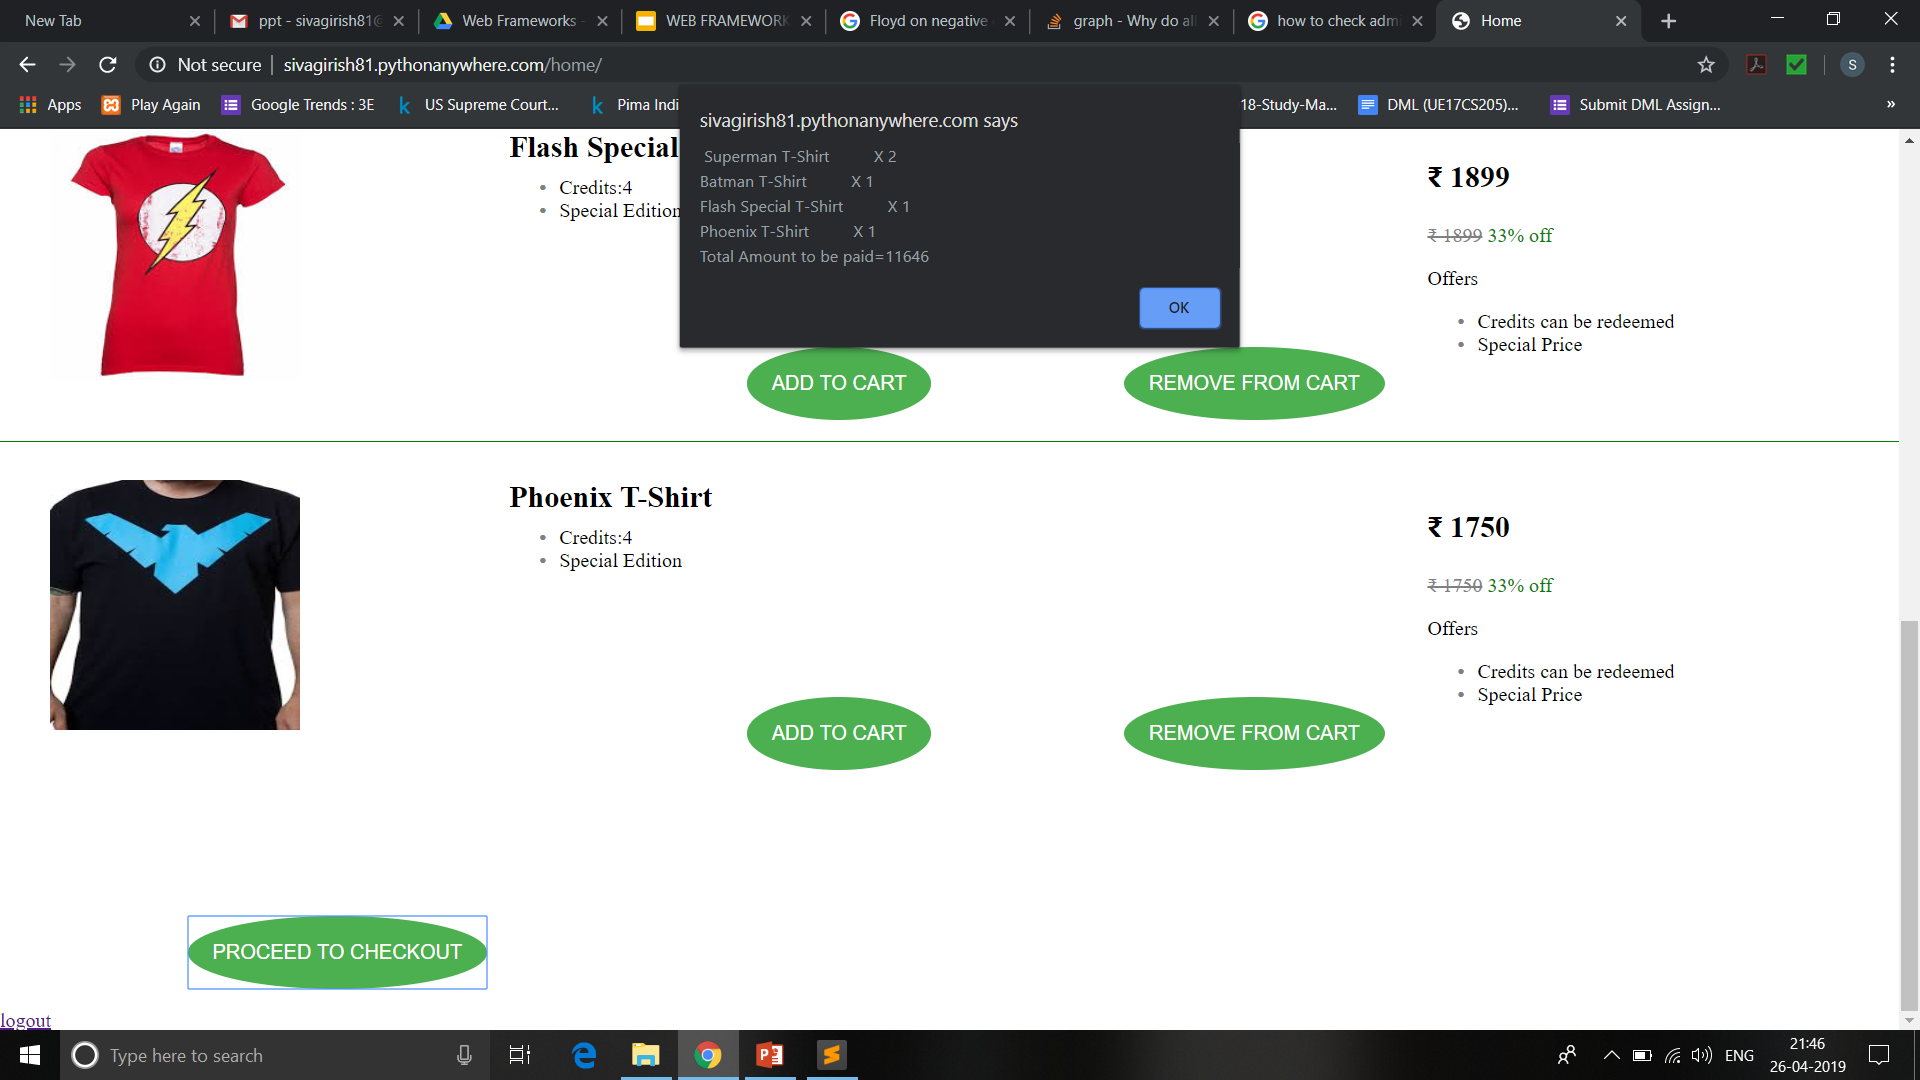 New Tab
ppt - sivagirish81@
Web Frameworks -
WEB FRAMEWORK
Floyd on negative
graph - Why do all
how to check adm
Home
Not secure | sivagirish81.pythonanywhere.com/home/
S
Apps
Play Again
Google Trends : 3E
US Supreme Court...
Pima Indi
18-Study-Ma...
DML (UE17CS205)...
Submit DML Assign...
»
sivagirish81.pythonanywhere.com says
Superman T-Shirt X 2
Batman T-Shirt X 1
Flash Special T-Shirt X 1
Phoenix T-Shirt X 1
Total Amount to be paid=11646
OK
Flash Special
• Credits:4
• Special Edition
₹ 1899
₹ 1899 33% off
Offers
• Credits can be redeemed
• Special Price
ADD TO CART
REMOVE FROM CART
Phoenix T-Shirt
• Credits:4
• Special Edition
₹ 1750
₹ 1750 33% off
Offers
• Credits can be redeemed
• Special Price
ADD TO CART
REMOVE FROM CART
PROCEED TO CHECKOUT
logout
Type here to search
ENG
21:46
26-04-2019